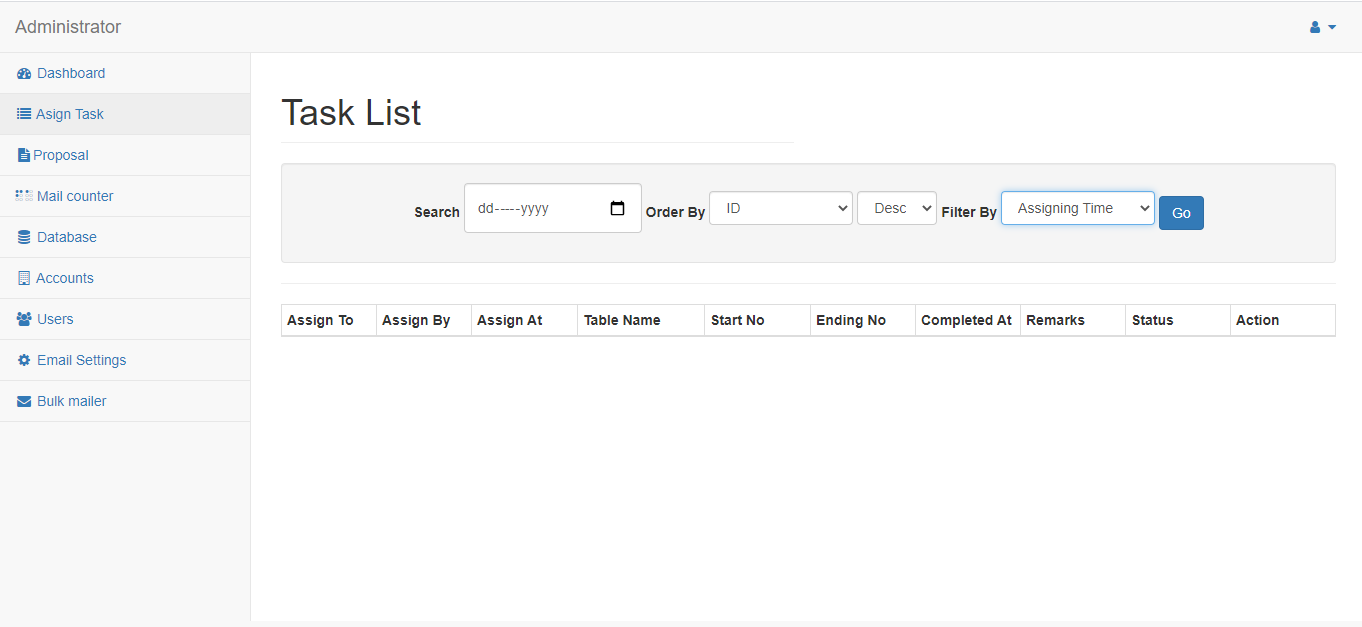 Administrator
Dashboard
Asign Task
Proposal
Mail counter
Database
Accounts
Users
Email Settings
Bulk mailer
Task List
Search dd-----yyyy Order By ID Desc Filter By Assigning Time Go
Assign To Assign By Assign At Table Name Start No Ending No Completed At Remarks Status Action